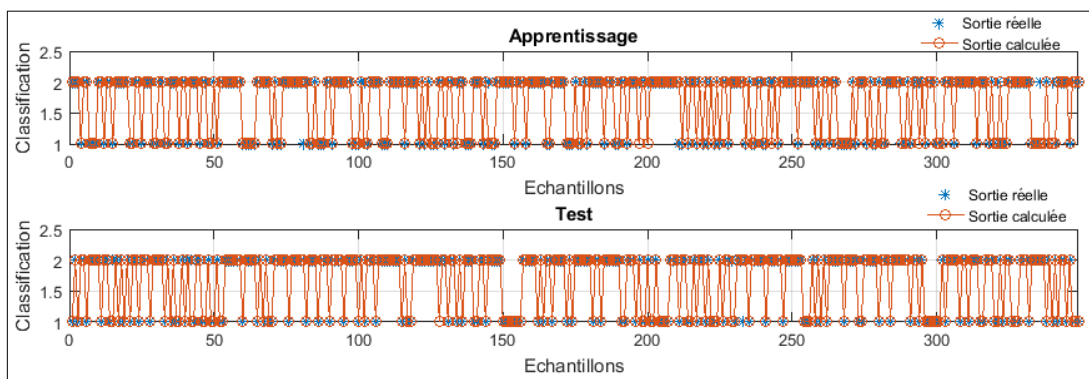 Apprentissage
Sortie réelle
Sortie calculée
Classification
2.5
2
1.5
1
0 50 100 150 200 250 300
Echantillons
Test
Sortie réelle
Sortie calculée
Classification
2.5
2
1.5
1
0 50 100 150 200 250 300
Echantillons